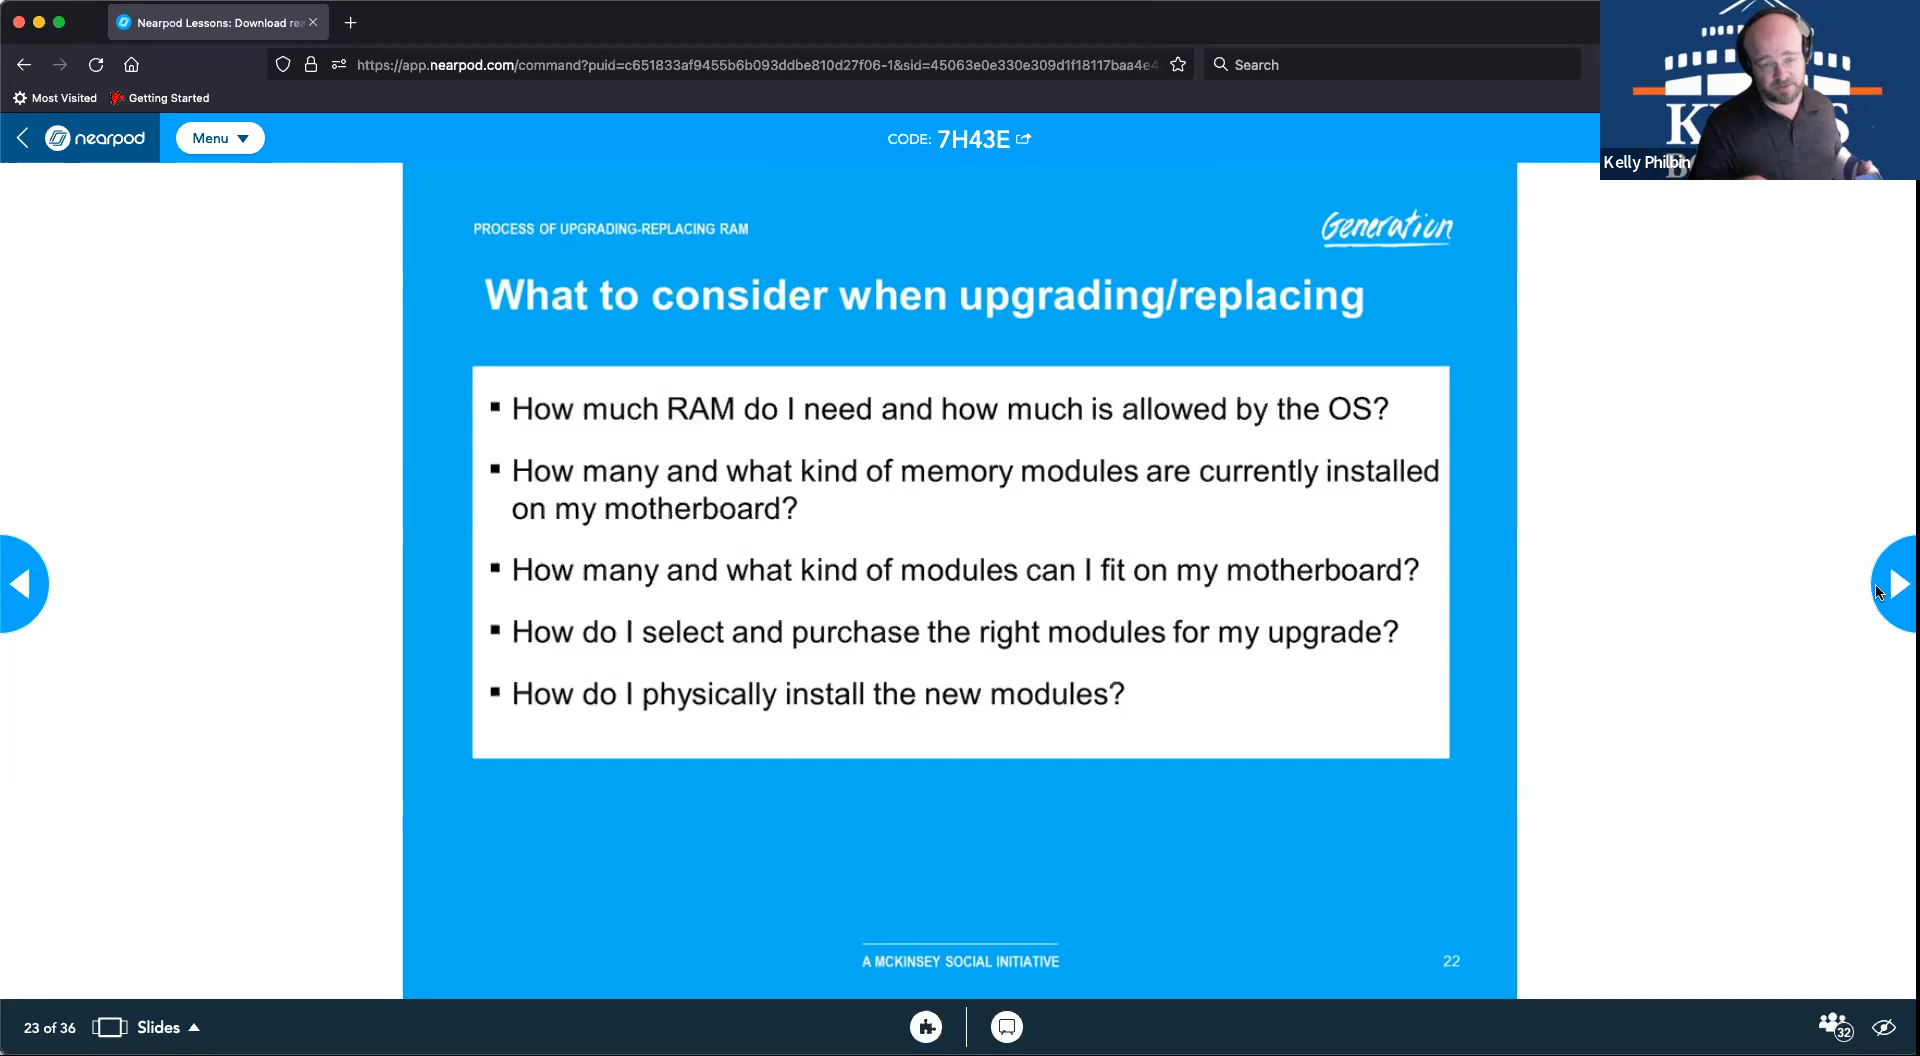 Nearpod Lessons: Download re
https://app.nearpod.com/command?puid=c651833af9455b6b093ddbe810d27f06-1&sid=45063e0e330e309d1f18117baa4e4
Search
Most Visited
Getting Started
nearpod
Menu
CODE: 7H43E
Kelly Philbin
PROCESS OF UPGRADING-REPLACING RAM
Generation
What to consider when upgrading/replacing
▪ How much RAM do I need and how much is allowed by the OS?
▪ How many and what kind of memory modules are currently installed
on my motherboard?
▪ How many and what kind of modules can I fit on my motherboard?
▪ How do I select and purchase the right modules for my upgrade?
▪ How do I physically install the new modules?
A MCKINSEY SOCIAL INITIATIVE
22
23 of 36
Slides
32